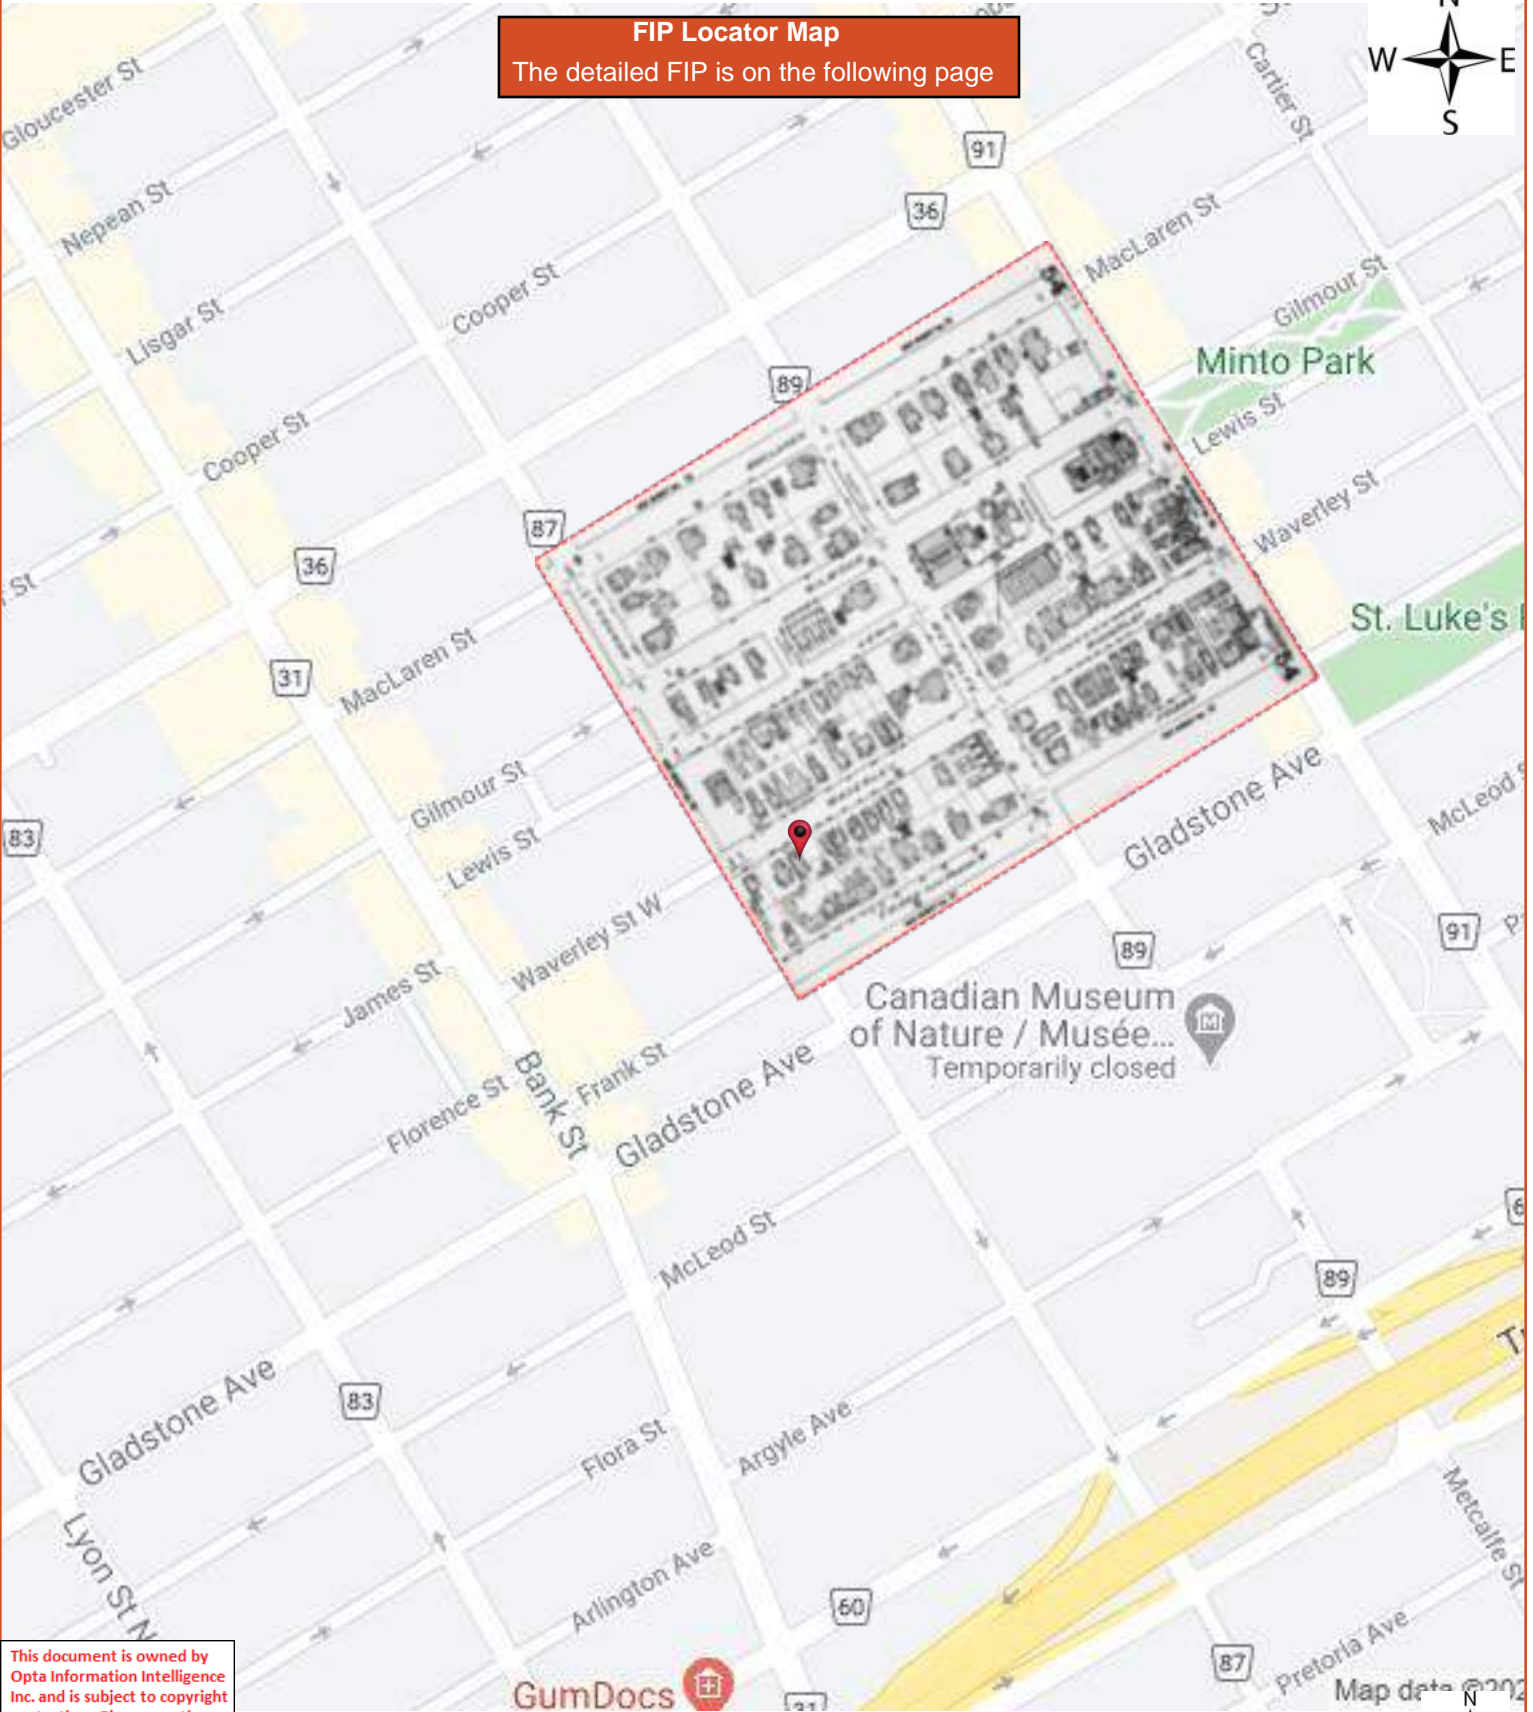 FIP Locator Map
The detailed FIP is on the following page
N
W E
S
Gloucester St
Nepean St
Lisgar St
Cooper St
Cooper St
Cartier St
91
36
MacLaren St
Gilmour St
Minto Park
Lewis St
89
Waverley St
87
36
St
St. Luke's
31
MacLaren St
Gilmour St
Lewis St
83
Gladstone Ave
McLeod
Waverley St W
James St
91
89
Canadian Museum
of Nature / Musée...
Temporarily closed
Bank St
Frank St
Florence St
Gladstone Ave
McLeod St
89
Gladstone Ave
83
Flora St
Argyle Ave
Lyon St N
Metcalfe St
Arlington Ave
60
87
Pretoria Ave
This document is owned by
Opta Information Intelligence
Inc. and is subject to copyright
GumDocs
31
Map data ©202
N